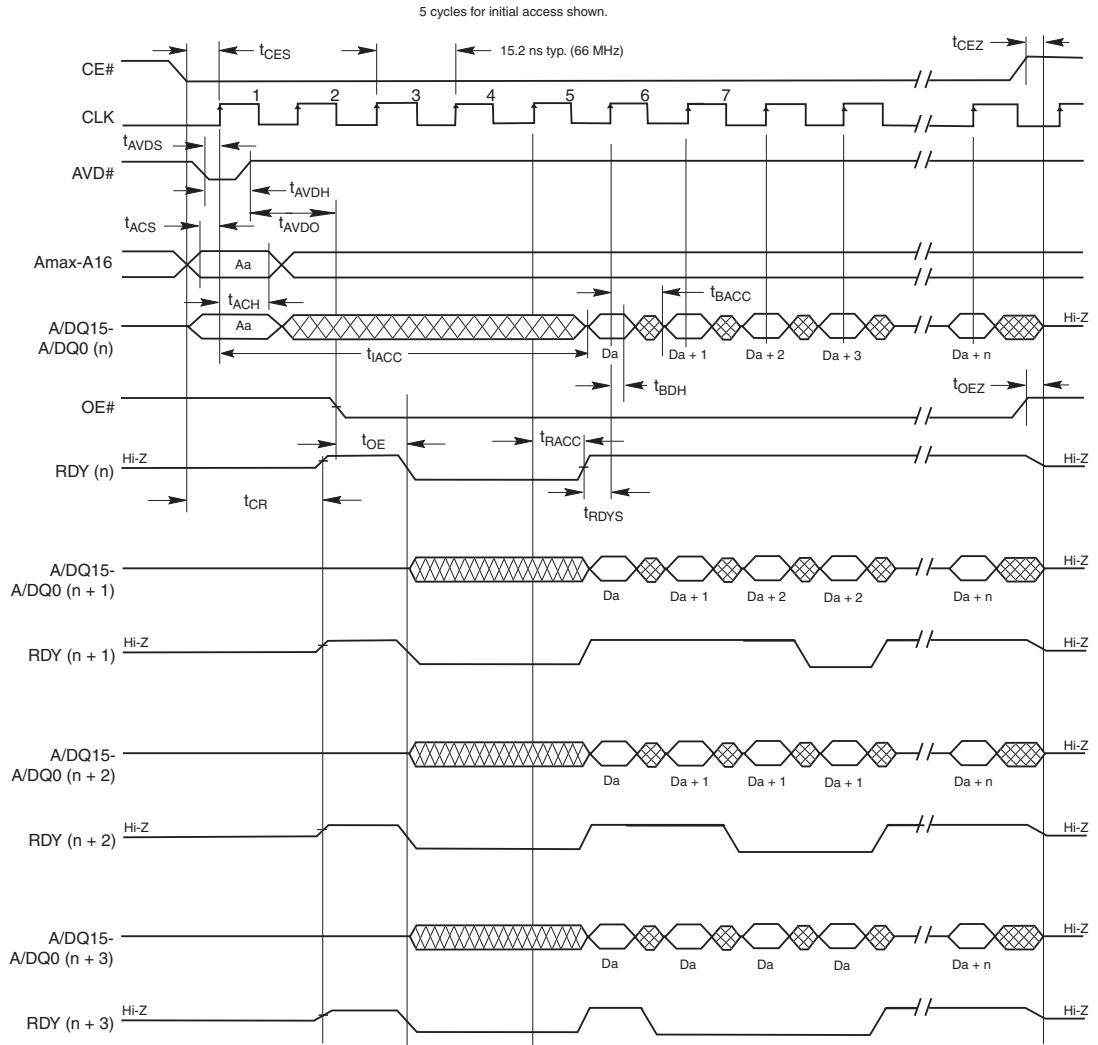 5 cycles for initial access shown.
tCES
15.2 ns typ. (66 MHz)
tCEZ
CE#
1 2 3 4 5 6 7
CLK
tAVDS
AVD#
tAVDH
tAVDO
tACS
Amax-A16
Aa
tACH
tBACC
A/DQ15-
A/DQ0 (n)
Aa
Hi-Z
tIACC
Da
Da + 1
Da + 2
Da + 3
Da + n
tBDH
tOEZ
OE#
tOE
tRACC
RDY (n)
Hi-Z
Hi-Z
tCR
tRDYS
A/DQ15-
A/DQ0 (n + 1)
Hi-Z
Da
Da + 1
Da + 2
Da + 2
Da + n
RDY (n + 1)
Hi-Z
Hi-Z
A/DQ15-
A/DQ0 (n + 2)
Hi-Z
Da
Da + 1
Da + 1
Da + 1
Da + n
RDY (n + 2)
Hi-Z
Hi-Z
A/DQ15-
A/DQ0 (n + 3)
Hi-Z
Da
Da
Da
Da
Da + n
RDY (n + 3)
Hi-Z
Hi-Z